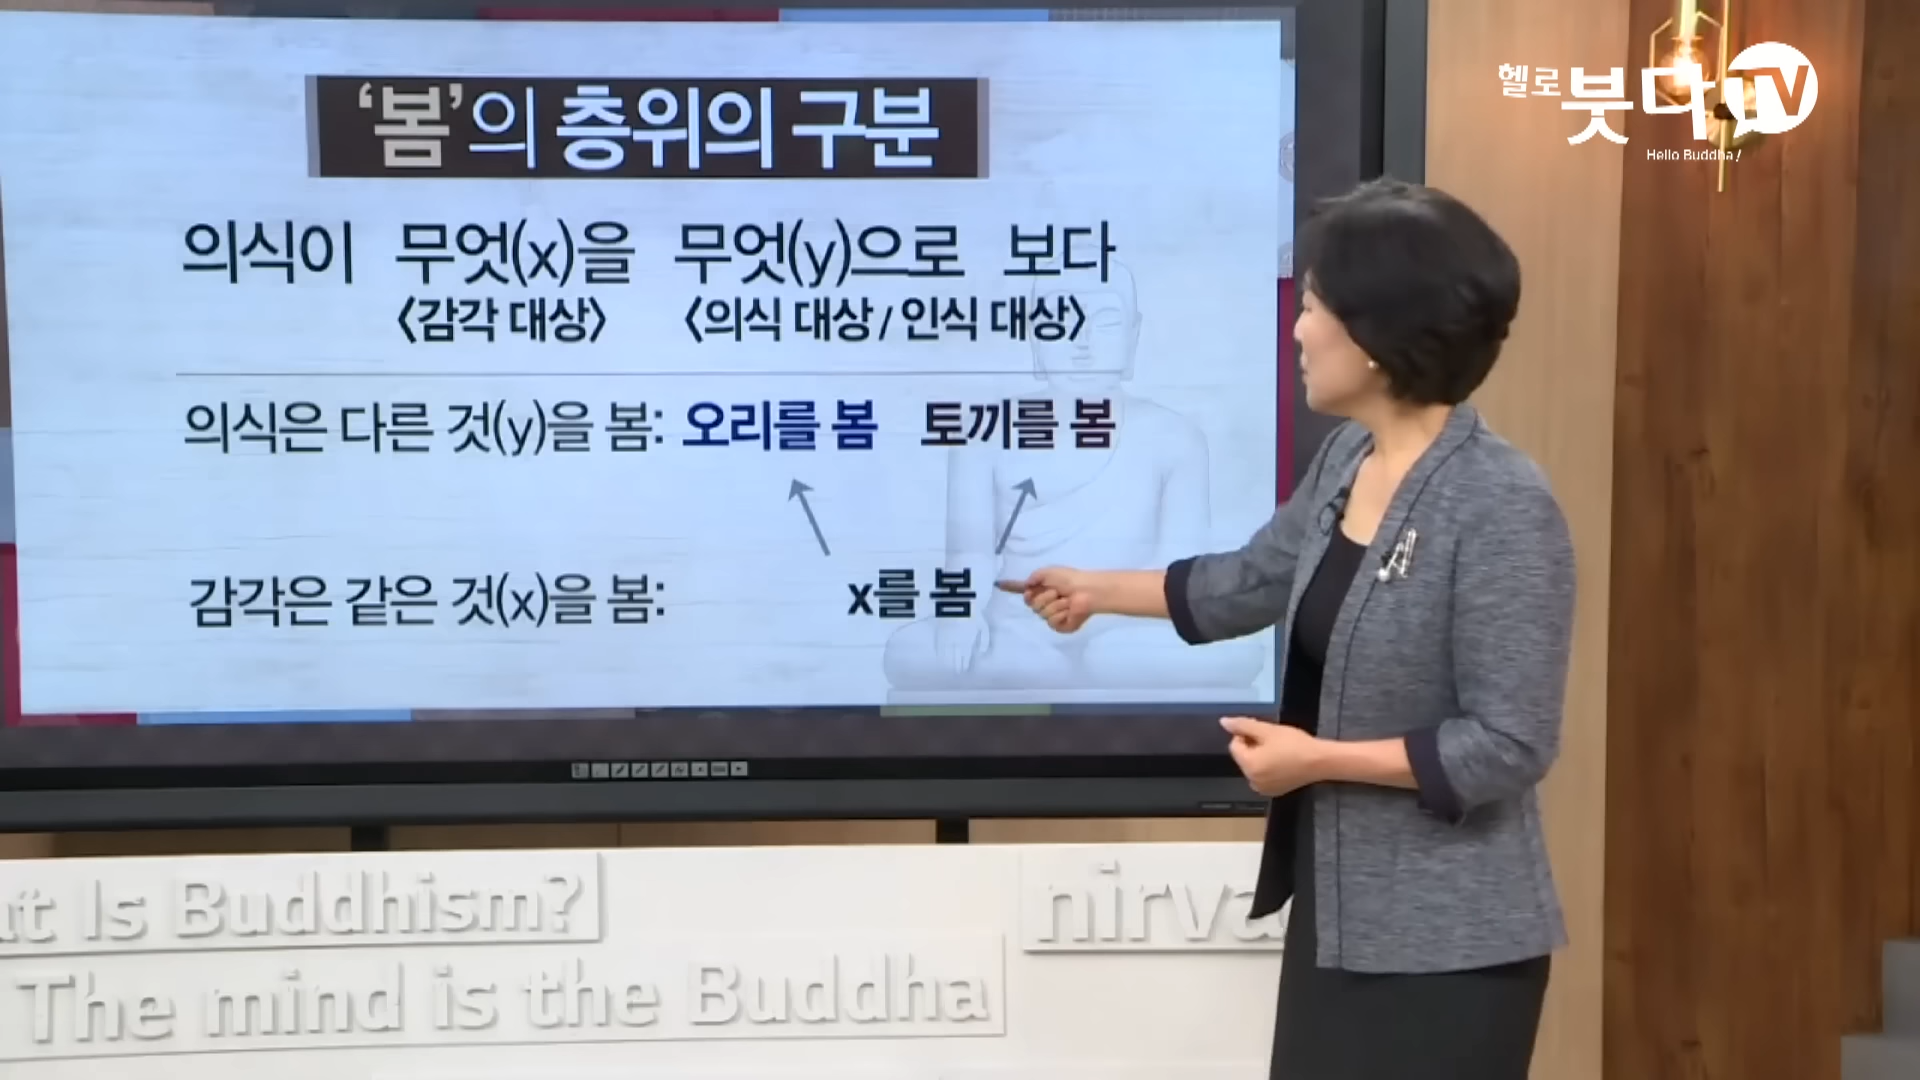 ‘봄’의 층위의 구분
의식이 무엇(x)을 무엇(y)으로 보다
〈감각 대상〉 〈의식 대상 / 인식 대상〉
의식은 다른 것(y)을 봄: 오리를 봄 토끼를 봄
감각은 같은 것(x)을 봄: x를 봄
헬로 붓다 TV
Hello Buddha!
Is Buddhism?
The mind is the Buddha